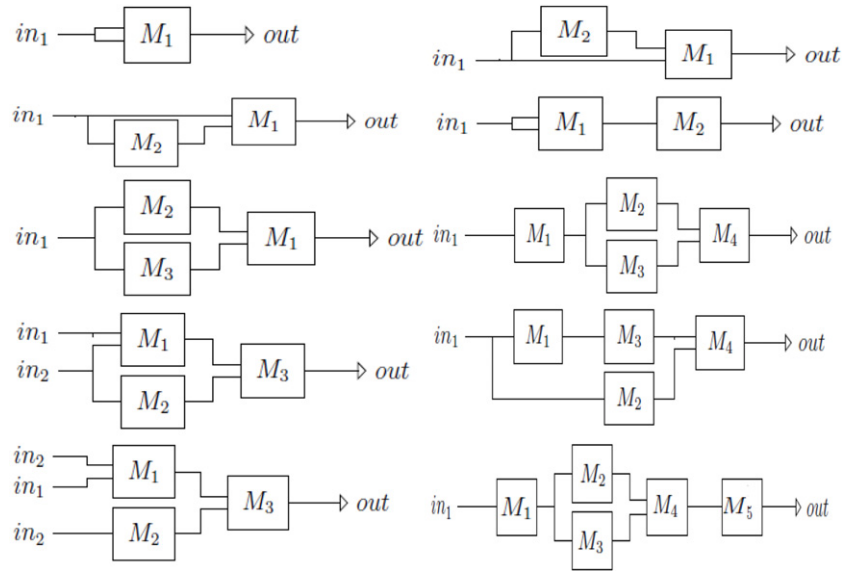 in₁ M₁ out
M₂
in₁ M₁ out
in₁ M₁ out
M₂
in₁ M₁ M₂ out
M₂
in₁ M₁ out
M₃
M₂
in₁ M₁ M₄ out
M₃
in₁ M₁
in₂ M₃ out
M₂
in₁ M₁ M₃ M₄ out
M₂
in₂ M₁
in₁
M₃ out
in₂ M₂
M₂
in₁ M₁ M₄ M₅ out
M₃